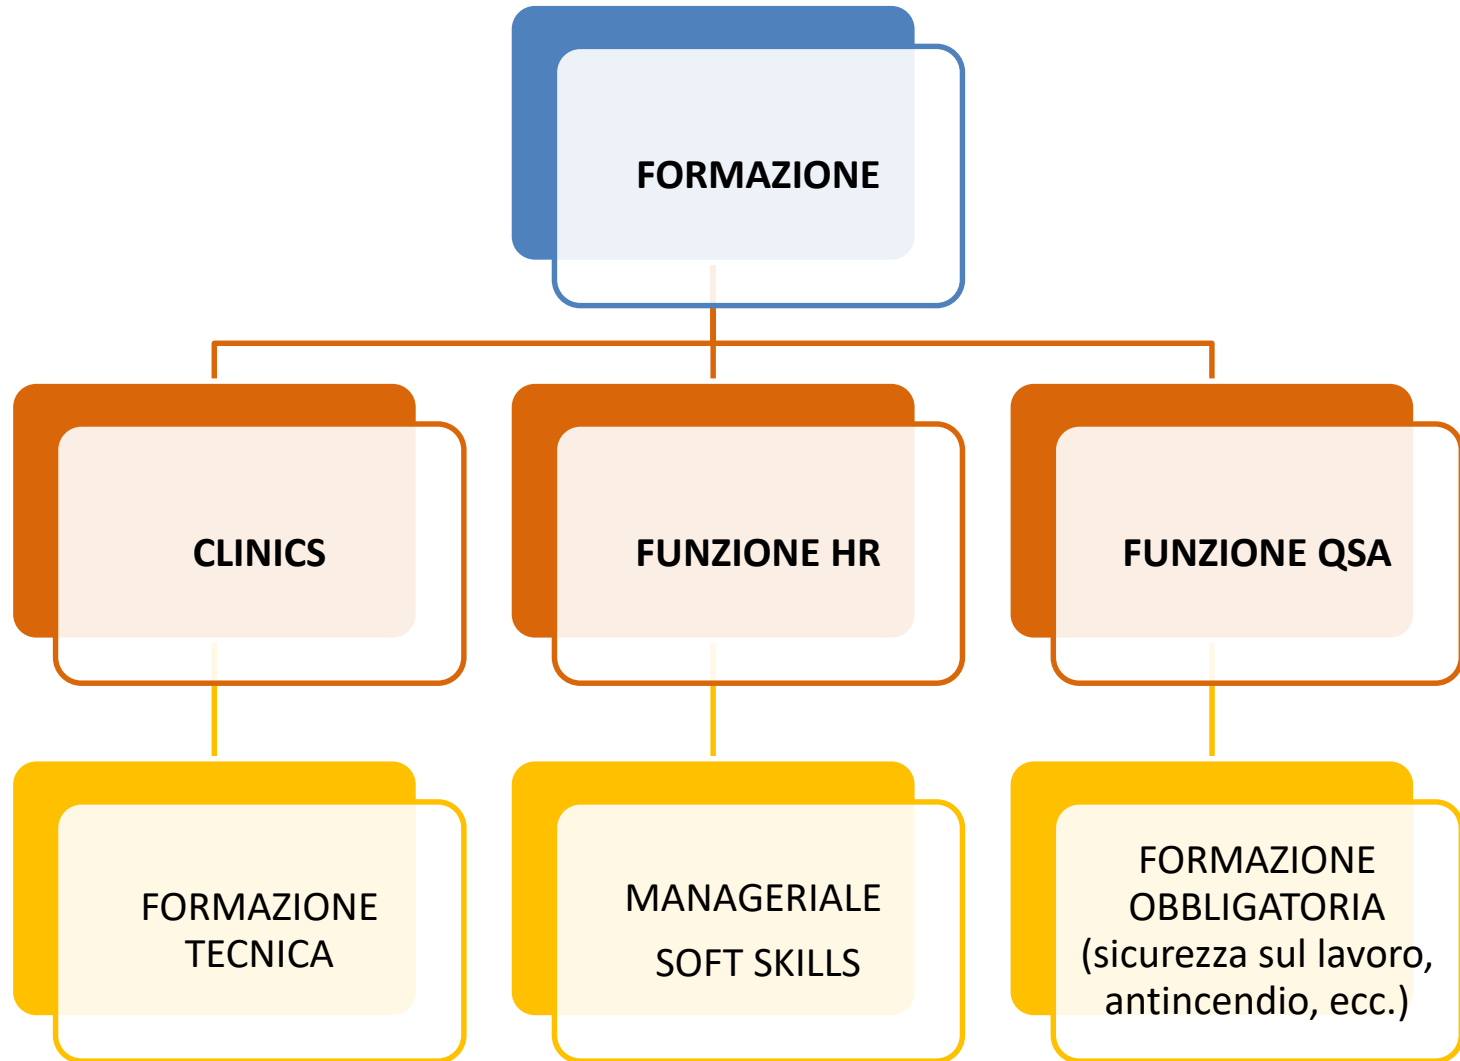 FORMAZIONE
CLINICS
FUNZIONE HR
FUNZIONE QSA
FORMAZIONE
TECNICA
MANAGERIALE
SOFT SKILLS
FORMAZIONE
OBBLIGATORIA
(sicurezza sul lavoro,
antincendio, ecc.)